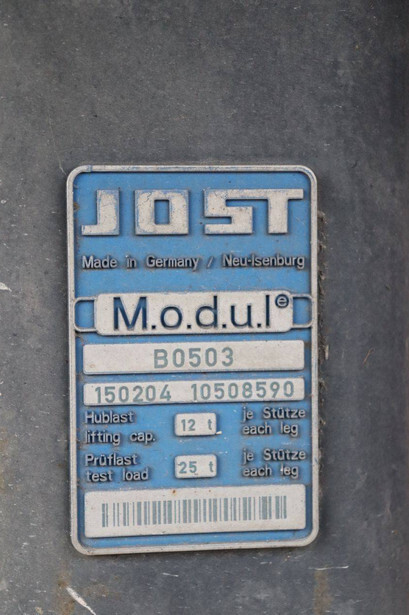 JOST
Made in Germany / Neu-Isenburg
M.o.d.u.l e
B0503
150204 10508590
Hublast 12 t je Stütze
lifting cap. each leg
Prüflast 25 t je Stütze
test load each leg